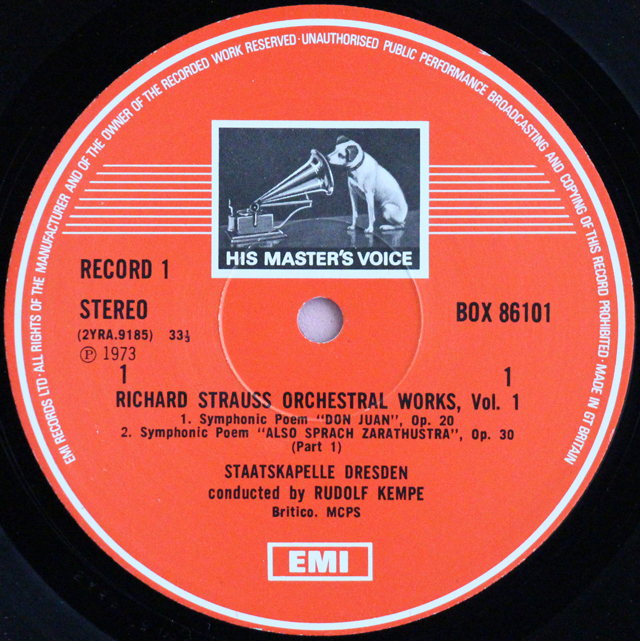 EMI RECORDS LTD · ALL RIGHTS OF THE MANUFACTURER AND OF THE OWNER OF THE RECORDED WORK RESERVED · UNAUTHORISED PUBLIC PERFORMANCE BROADCASTING AND COPYING OF THIS RECORD PROHIBITED · MADE IN GT BRITAIN
HIS MASTER'S VOICE
RECORD 1
STEREO BOX 86101
(2YRA.9185) 33⅓
℗ 1973
1 1
RICHARD STRAUSS ORCHESTRAL WORKS, Vol. 1
1. Symphonic Poem "DON JUAN", Op. 20
2. Symphonic Poem "ALSO SPRACH ZARATHUSTRA", Op. 30
(Part 1)
STAATSKAPELLE DRESDEN
conducted by RUDOLF KEMPE
Britico. MCPS
EMI